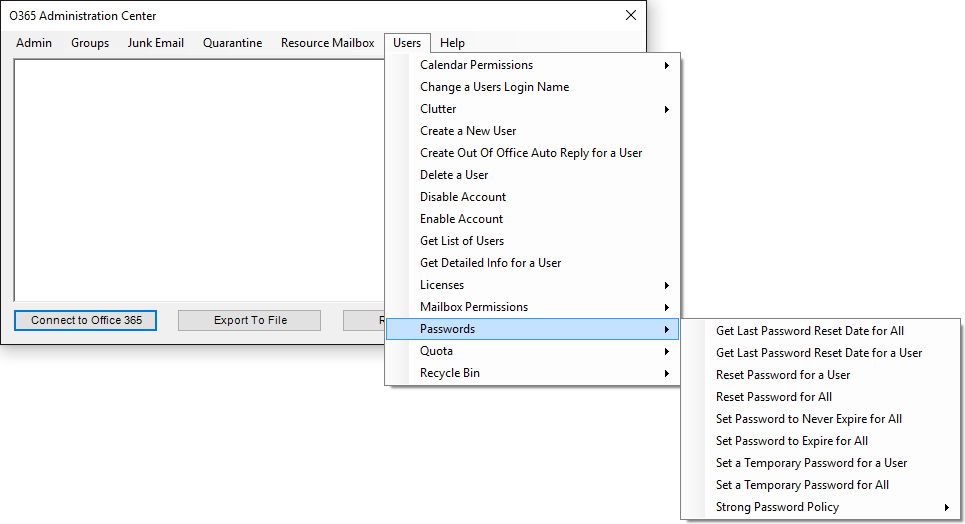 O365 Administration Center
Admin Groups Junk Email Quarantine Resource Mailbox Users Help
Calendar Permissions
Change a Users Login Name
Clutter
Create a New User
Create Out Of Office Auto Reply for a User
Delete a User
Disable Account
Enable Account
Get List of Users
Get Detailed Info for a User
Licenses
Mailbox Permissions
Passwords
Quota
Recycle Bin
Connect to Office 365
Export To File
Get Last Password Reset Date for All
Get Last Password Reset Date for a User
Reset Password for a User
Reset Password for All
Set Password to Never Expire for All
Set Password to Expire for All
Set a Temporary Password for a User
Set a Temporary Password for All
Strong Password Policy